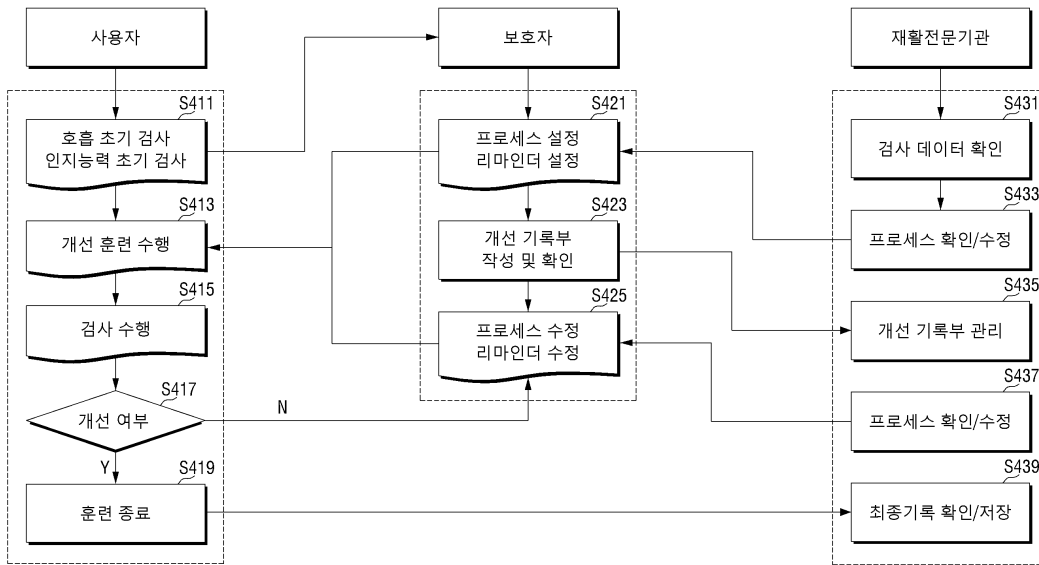 사용자
보호자
재활전문기관
S411
호흡 초기 검사
인지능력 초기 검사
S413
개선 훈련 수행
S415
검사 수행
S417
개선 여부
N
Y
S419
훈련 종료
S421
프로세스 설정
리마인더 설정
S423
개선 기록부
작성 및 확인
S425
프로세스 수정
리마인더 수정
S431
검사 데이터 확인
S433
프로세스 확인/수정
S435
개선 기록부 관리
S437
프로세스 확인/수정
S439
최종기록 확인/저장